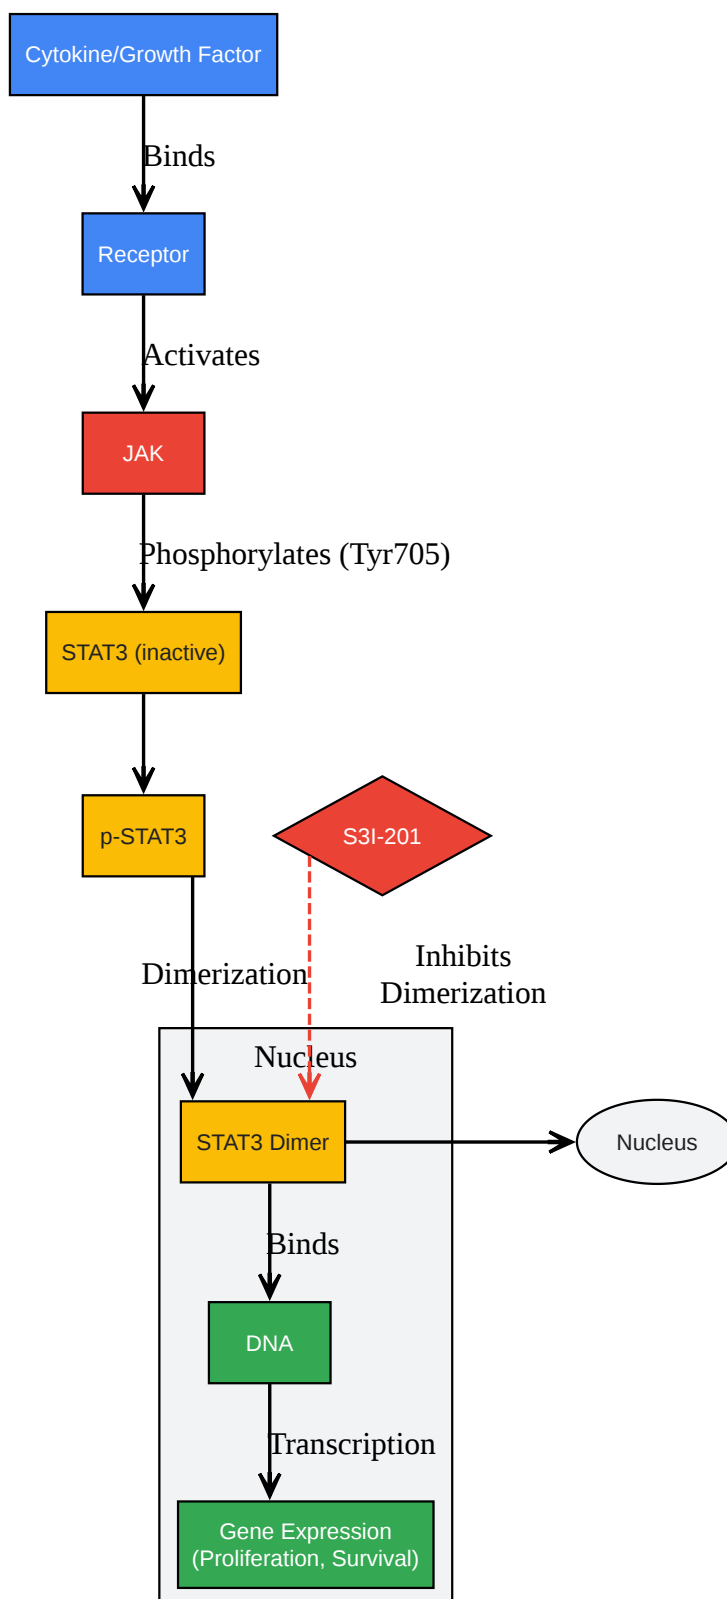 Cytokine/Growth Factor
Binds
Receptor
Activates
JAK
Phosphorylates (Tyr705)
STAT3 (inactive)
p-STAT3
S3I-201
Dimerization
Inhibits
Dimerization
Nucleus
STAT3 Dimer
Nucleus
Binds
DNA
Transcription
Gene Expression
(Proliferation, Survival)